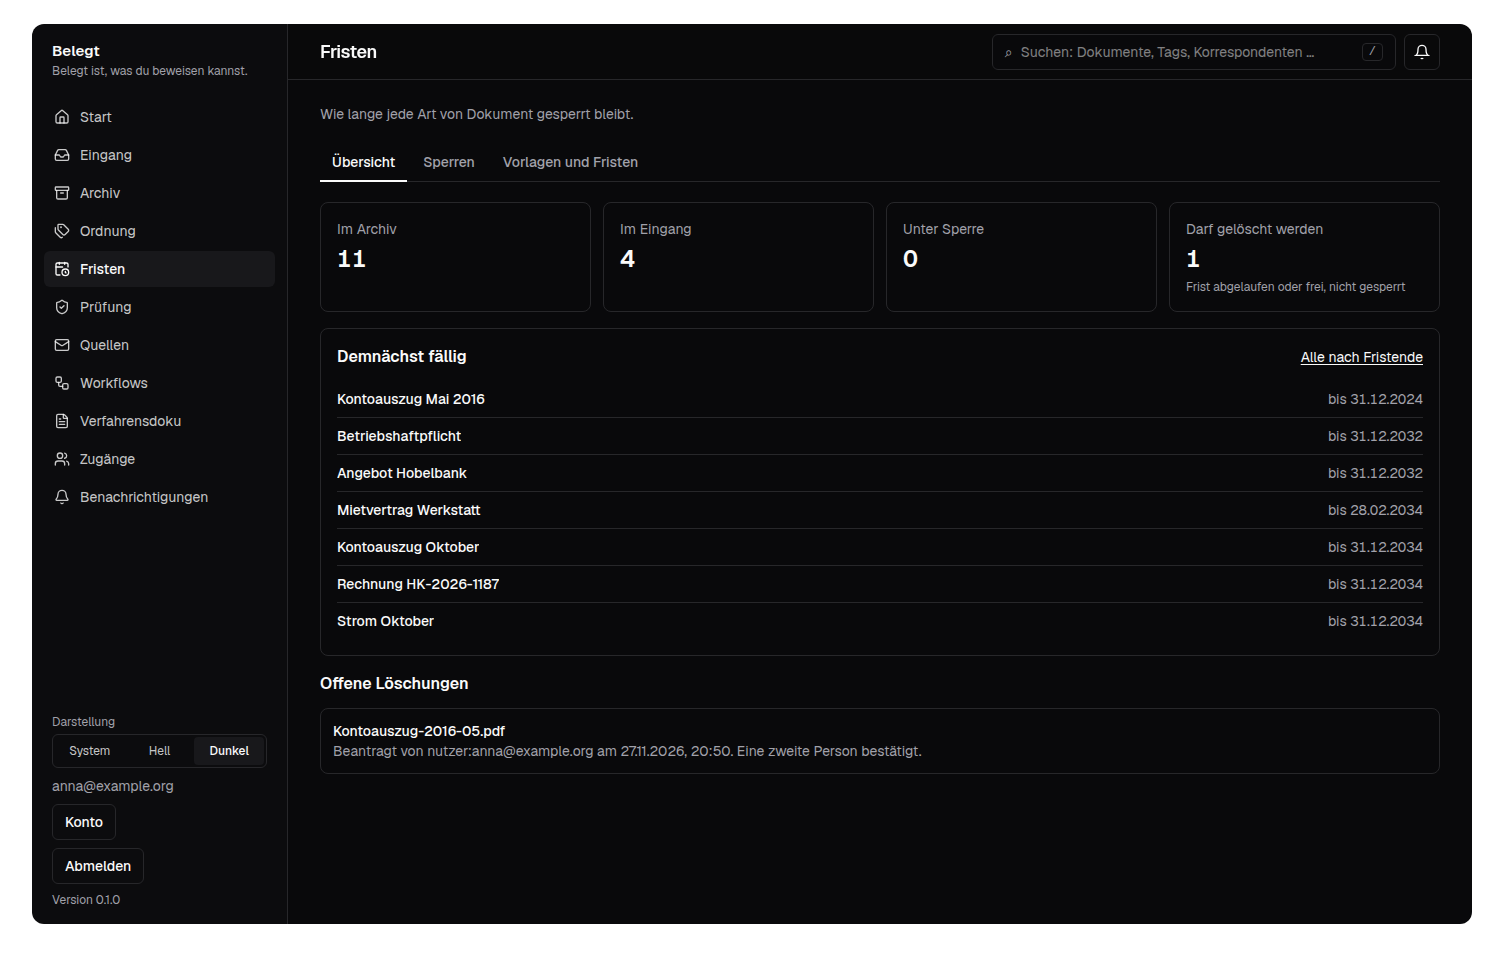 Belegt
Belegt ist, was du beweisen kannst.
Start
Eingang
Archiv
Ordnung
Fristen
Prüfung
Quellen
Workflows
Verfahrensdoku
Zugänge
Benachrichtigungen
Darstellung
System Hell Dunkel
anna@example.org
Konto
Abmelden
Version 0.1.0
Fristen
Suchen: Dokumente, Tags, Korrespondenten … /
Wie lange jede Art von Dokument gesperrt bleibt.
Übersicht Sperren Vorlagen und Fristen
Im Archiv
11
Im Eingang
4
Unter Sperre
0
Darf gelöscht werden
1
Frist abgelaufen oder frei, nicht gesperrt
Demnächst fällig Alle nach Fristende
Kontoauszug Mai 2016 bis 31.12.2024
Betriebshaftpflicht bis 31.12.2032
Angebot Hobelbank bis 31.12.2032
Mietvertrag Werkstatt bis 28.02.2034
Kontoauszug Oktober bis 31.12.2034
Rechnung HK-2026-1187 bis 31.12.2034
Strom Oktober bis 31.12.2034
Offene Löschungen
Kontoauszug-2016-05.pdf
Beantragt von nutzer:anna@example.org am 27.11.2026, 20:50. Eine zweite Person bestätigt.